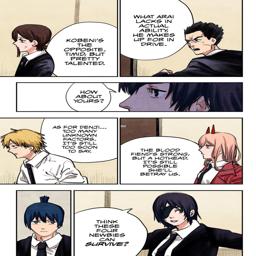 KOBENI'S
THE
OPPOSITE,
TIMID, BUT
PRETTY
TALENTED.
WHAT ARAI
LACKS IN
ACTUAL
ABILITY,
HE MAKES
UP FOR IN
DRIVE.
HOW
ABOUT
YOURS?
AS FOR DENJI...
TOO MANY
UNKNOWN
FACTORS.
IT'S STILL
TOO SOON
TO SAY.
THE BLOOD
FIEND'S STRONG,
BUT A HOTHEAD.
IT'S STILL
POSSIBLE
SHE'LL
BETRAY US.
THINK
THESE
FOUR
NEWBIES
CAN
SURVIVE?